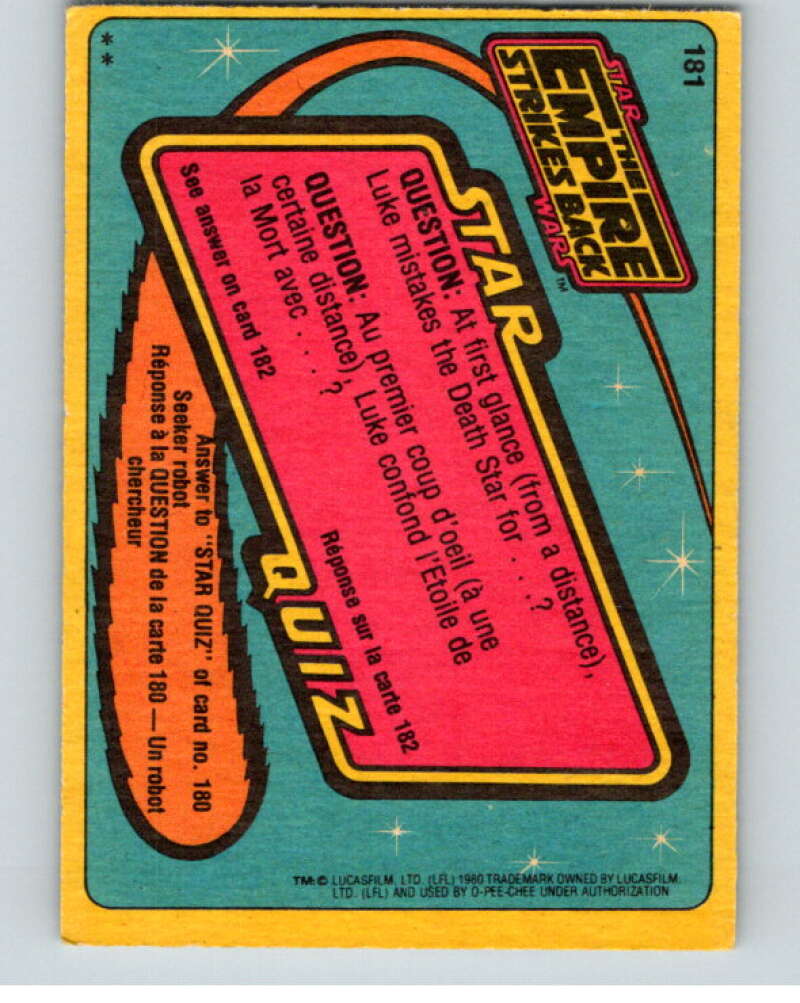 181
STAR
THE
EMPIRE
STRIKES BACK
WARS™
STAR
QUESTION: At first glance (from a distance),
Luke mistakes the Death Star for . . .?
QUESTION: Au premier coup d'oeil (à une
certaine distance), Luke confond l'Etoile de
la Mort avec . . . ?
See answer on card 182
Réponse sur la carte 182
QUIZ
Answer to "STAR QUIZ" of card no. 180
Seeker robot
Réponse à la QUESTION de la carte 180 — Un robot
chercheur
TM: © LUCASFILM, LTD. (LFL) 1980 TRADEMARK OWNED BY LUCASFILM,
LTD. (LFL) AND USED BY O-PEE-CHEE UNDER AUTHORIZATION
**